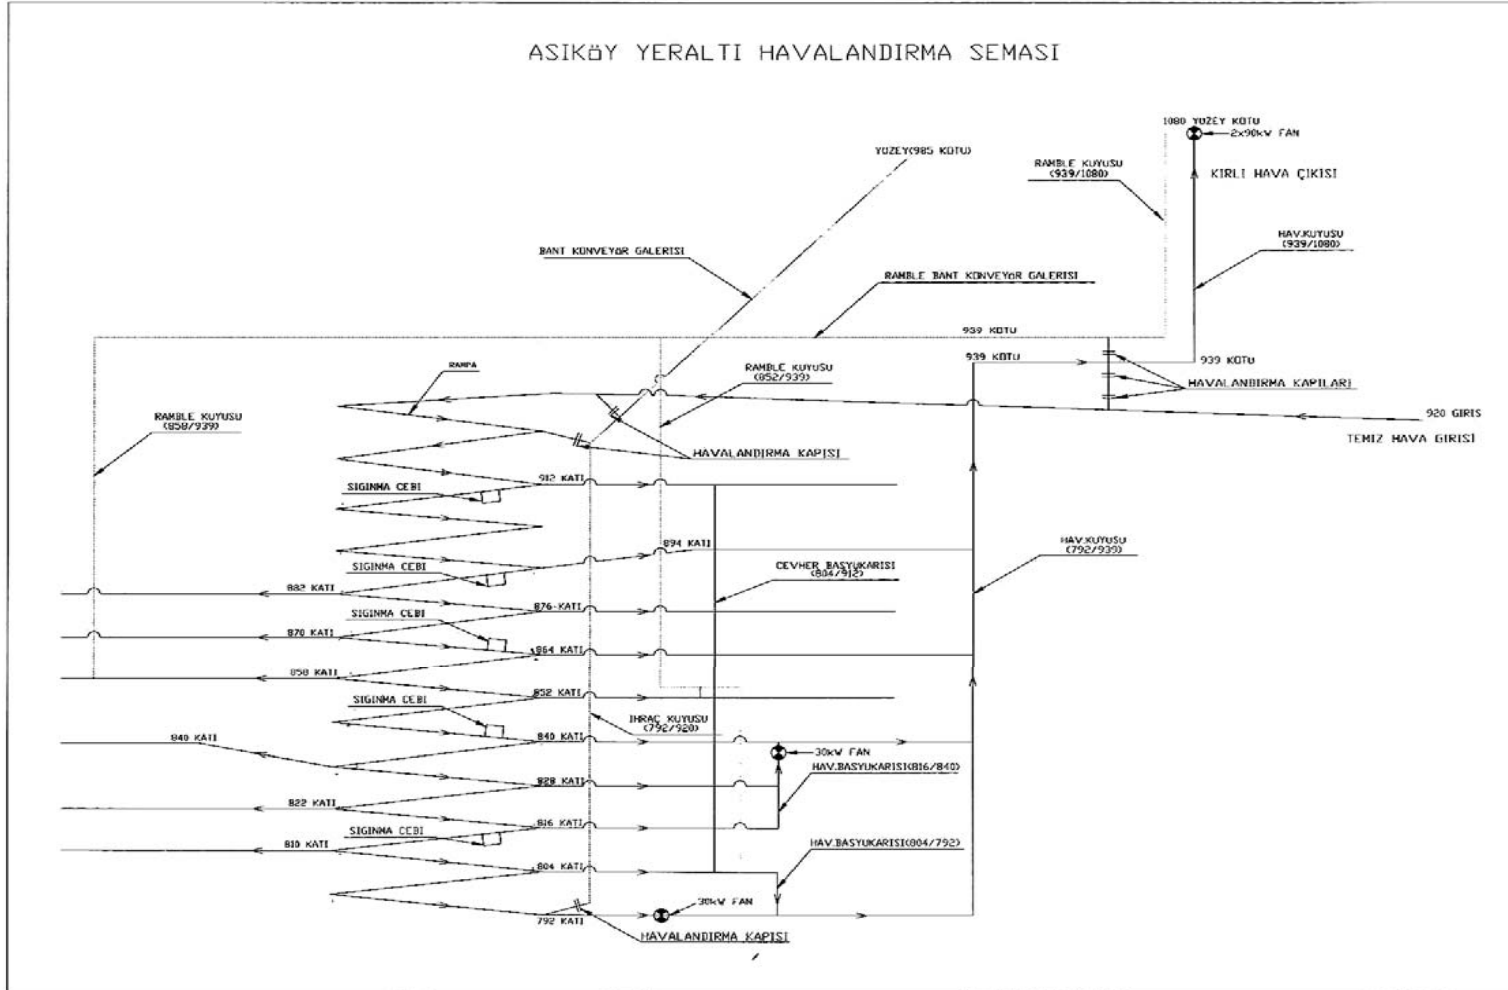 ASIKÖY YERALTI HAVALANDIRMA SEMASI
1080 YUZEY KOTU
2x90kW FAN
YUZEY(985 KOTU)
RAMBLE KUYUSU
(939/1080)
KIRLI HAVA ÇIKISI
HAV.KUYUSU
(939/1080)
BANT KONVEYÖR GALERISI
RAMBLE BANT KONVEYÖR GALERISI
939 KOTU
939 KOTU
939 KOTU
RAMPA
RAMBLE KUYUSU
(852/939)
HAVALANDIRMA KAPILARI
RAMBLE KUYUSU
(858/939)
920 GIRIS
TEMIZ HAVA GIRISI
HAVALANDIRMA KAPISI
912 KATI
SIGINMA CEBI
894 KATI
HAV.KUYUSU
(792/939)
SIGINMA CEBI
CEVHER BASYUKARISI
(804/912)
882 KATI
876 KATI
SIGINMA CEBI
870 KATI
864 KATI
858 KATI
852 KATI
SIGINMA CEBI
IHRAÇ KUYUSU
(792/920)
840 KATI
840 KATI
30kW FAN
HAV.BASYUKARISI(816/840)
828 KATI
822 KATI
816 KATI
SIGINMA CEBI
810 KATI
HAV.BASYUKARISI(804/792)
804 KATI
30kW FAN
792 KATI
HAVALANDIRMA KAPISI